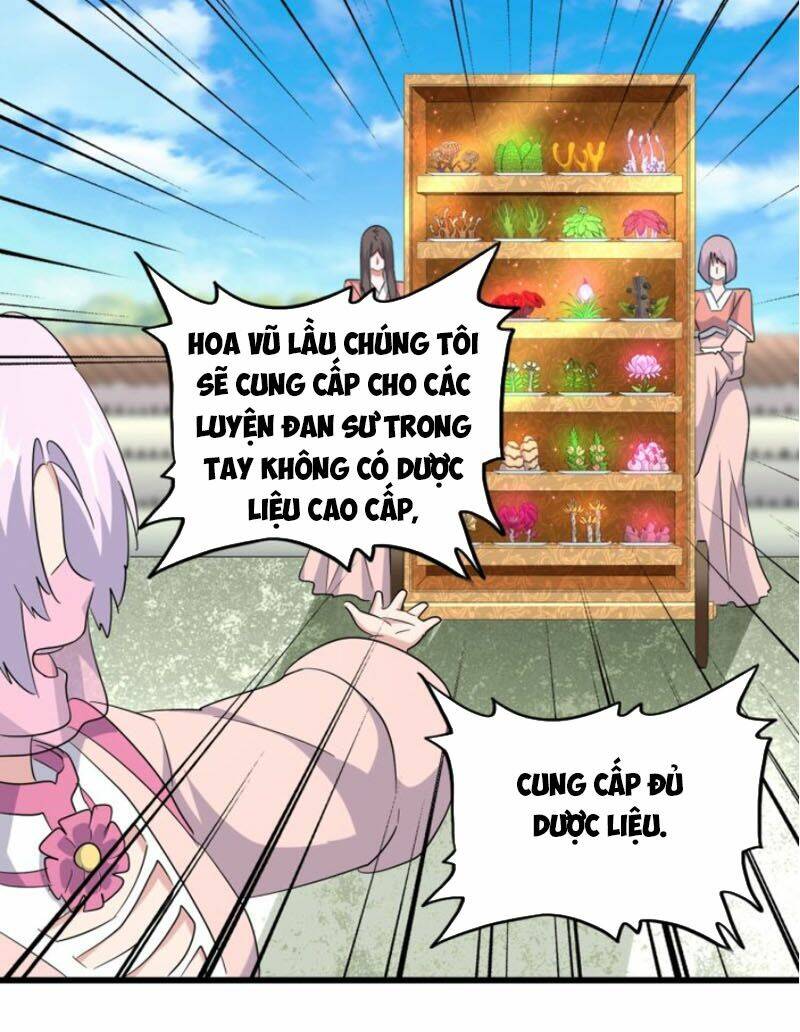 HOA VŨ LẦU CHÚNG TÔI
SẼ CUNG CẤP CHO CÁC
LUYỆN ĐAN SƯ TRONG
TAY KHÔNG CÓ DƯỢC
LIỆU CAO CẤP,
CUNG CẤP ĐỦ
DƯỢC LIỆU.